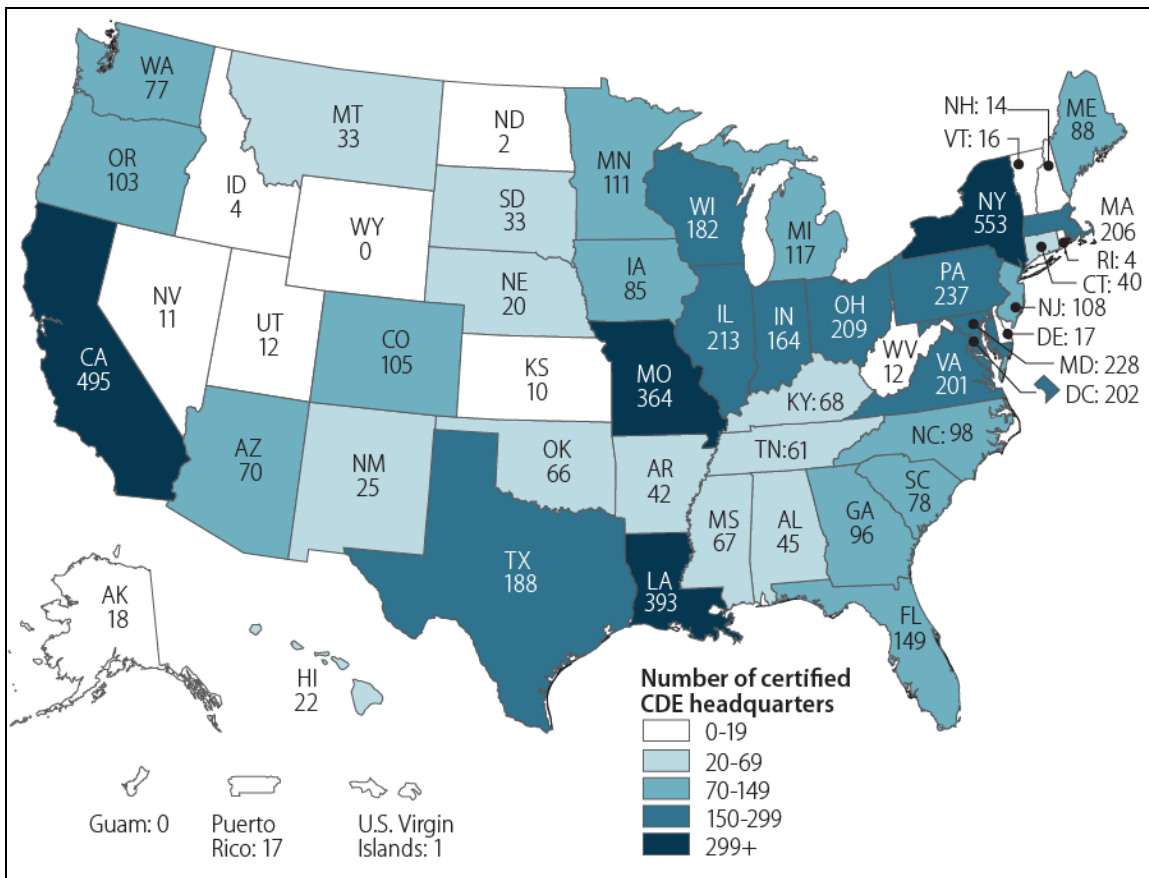 WA
77
MT
33
ND
2
MN
111
NH: 14
VT: 16
ME
88
OR
103
ID
4
WY
0
SD
33
WI
182
MI
117
NY
553
MA
206
RI: 4
CT: 40
NJ: 108
DE: 17
MD: 228
DC: 202
NV
11
UT
12
CO
105
NE
20
IA
85
IL
213
IN
164
OH
209
PA
237
WV
12
VA
201
CA
495
KS
10
MO
364
KY: 68
NC: 98
TN:61
AZ
70
NM
25
OK
66
AR
42
SC
78
MS
67
AL
45
GA
96
TX
188
LA
393
FL
149
AK
18
HI
22
Guam: 0
Puerto
Rico: 17
U.S. Virgin
Islands: 1
Number of certified
CDE headquarters
0-19
20-69
70-149
150-299
299+